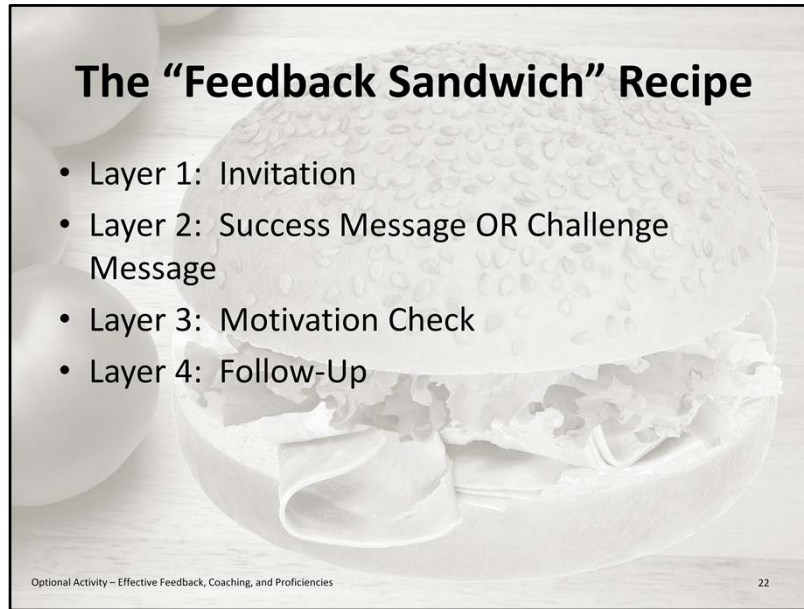 The “Feedback Sandwich” Recipe
• Layer 1:  Invitation
• Layer 2:  Success Message OR Challenge
Message
• Layer 3:  Motivation Check
• Layer 4:  Follow-Up
Optional Activity – Effective Feedback, Coaching, and Proficiencies
22